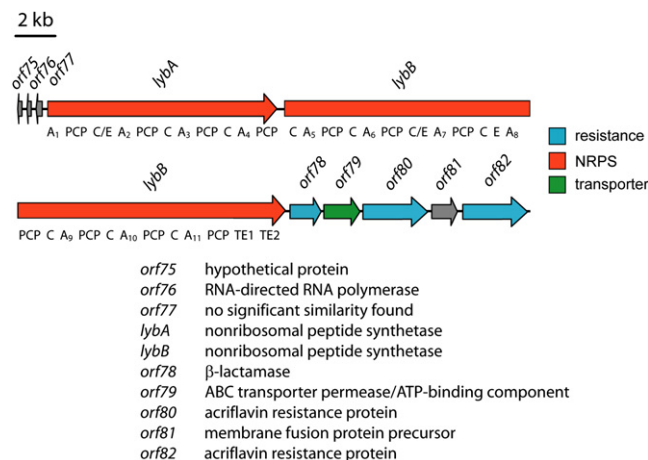 2 kb
orf75 orf76 orf77 lybA lybB
A₁ PCP C/E A₂ PCP C A₃ PCP C A₄ PCP C A₅ PCP C A₆ PCP C/E A₇ PCP C E A₈
resistance
NRPS
transporter
lybB orf78 orf79 orf80 orf81 orf82
PCP C A₉ PCP C A₁₀ PCP C A₁₁ PCP TE1 TE2
orf75 hypothetical protein
orf76 RNA-directed RNA polymerase
orf77 no significant similarity found
lybA nonribosomal peptide synthetase
lybB nonribosomal peptide synthetase
orf78 β-lactamase
orf79 ABC transporter permease/ATP-binding component
orf80 acriflavin resistance protein
orf81 membrane fusion protein precursor
orf82 acriflavin resistance protein